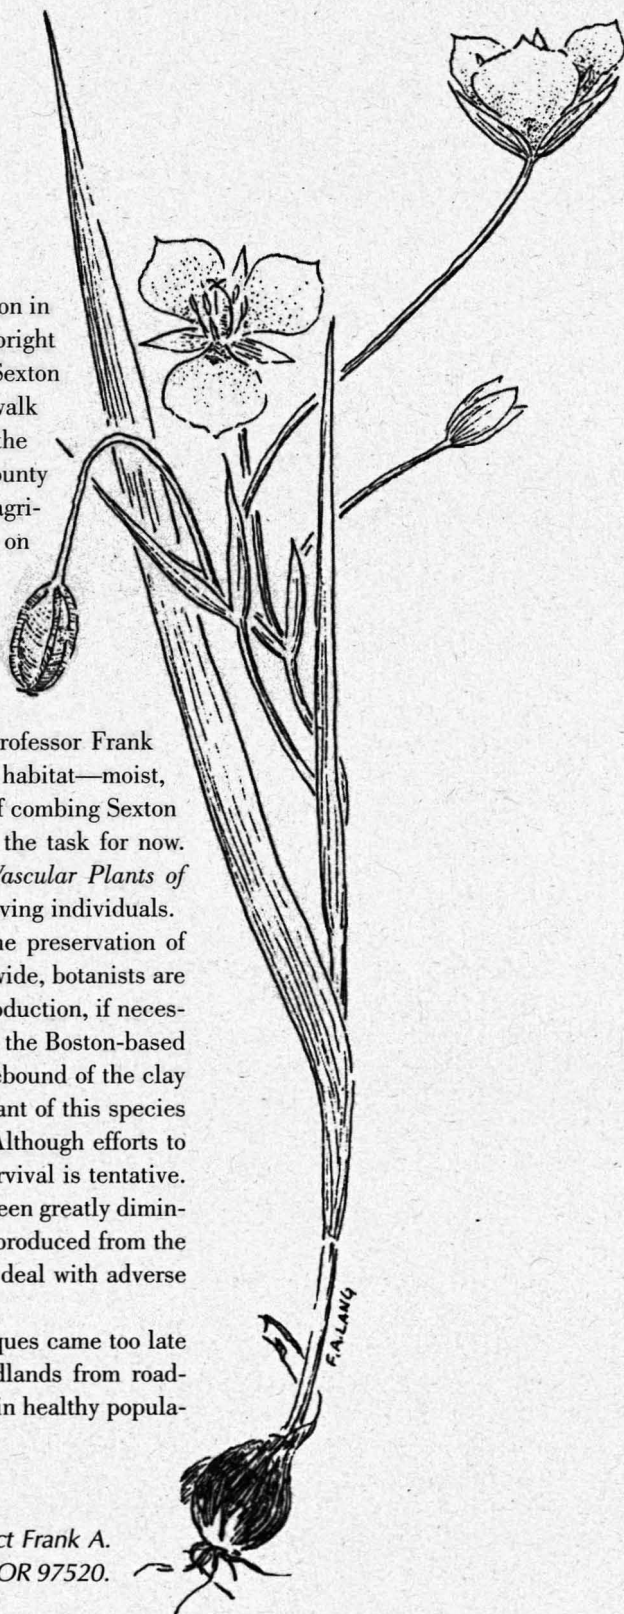 on in
bright
Sexton
walk
the
ounty
agri-
on
rofessor Frank
habitat—moist,
f combing Sexton
the task for now.
Vascular Plants of
ving individuals.
ne preservation of
wide, botanists are
oduction, if neces-
the Boston-based
ebound of the clay
ant of this species
Although efforts to
rvival is tentative.
een greatly dimin-
produced from the
deal with adverse
ques came too late
dlands from road-
in healthy popula-
F.A. LANG
ct Frank A.
OR 97520.